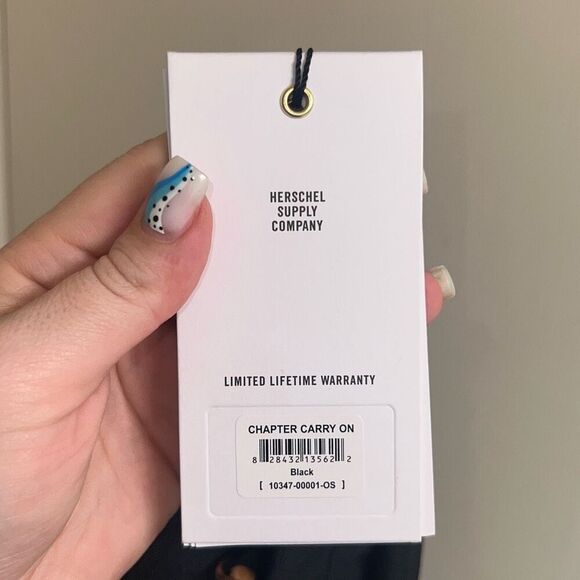 HERSCHEL
SUPPLY
COMPANY
LIMITED LIFETIME WARRANTY
CHAPTER CARRY ON
8 28432 13562 2
Black
[ 10347-00001-OS ]